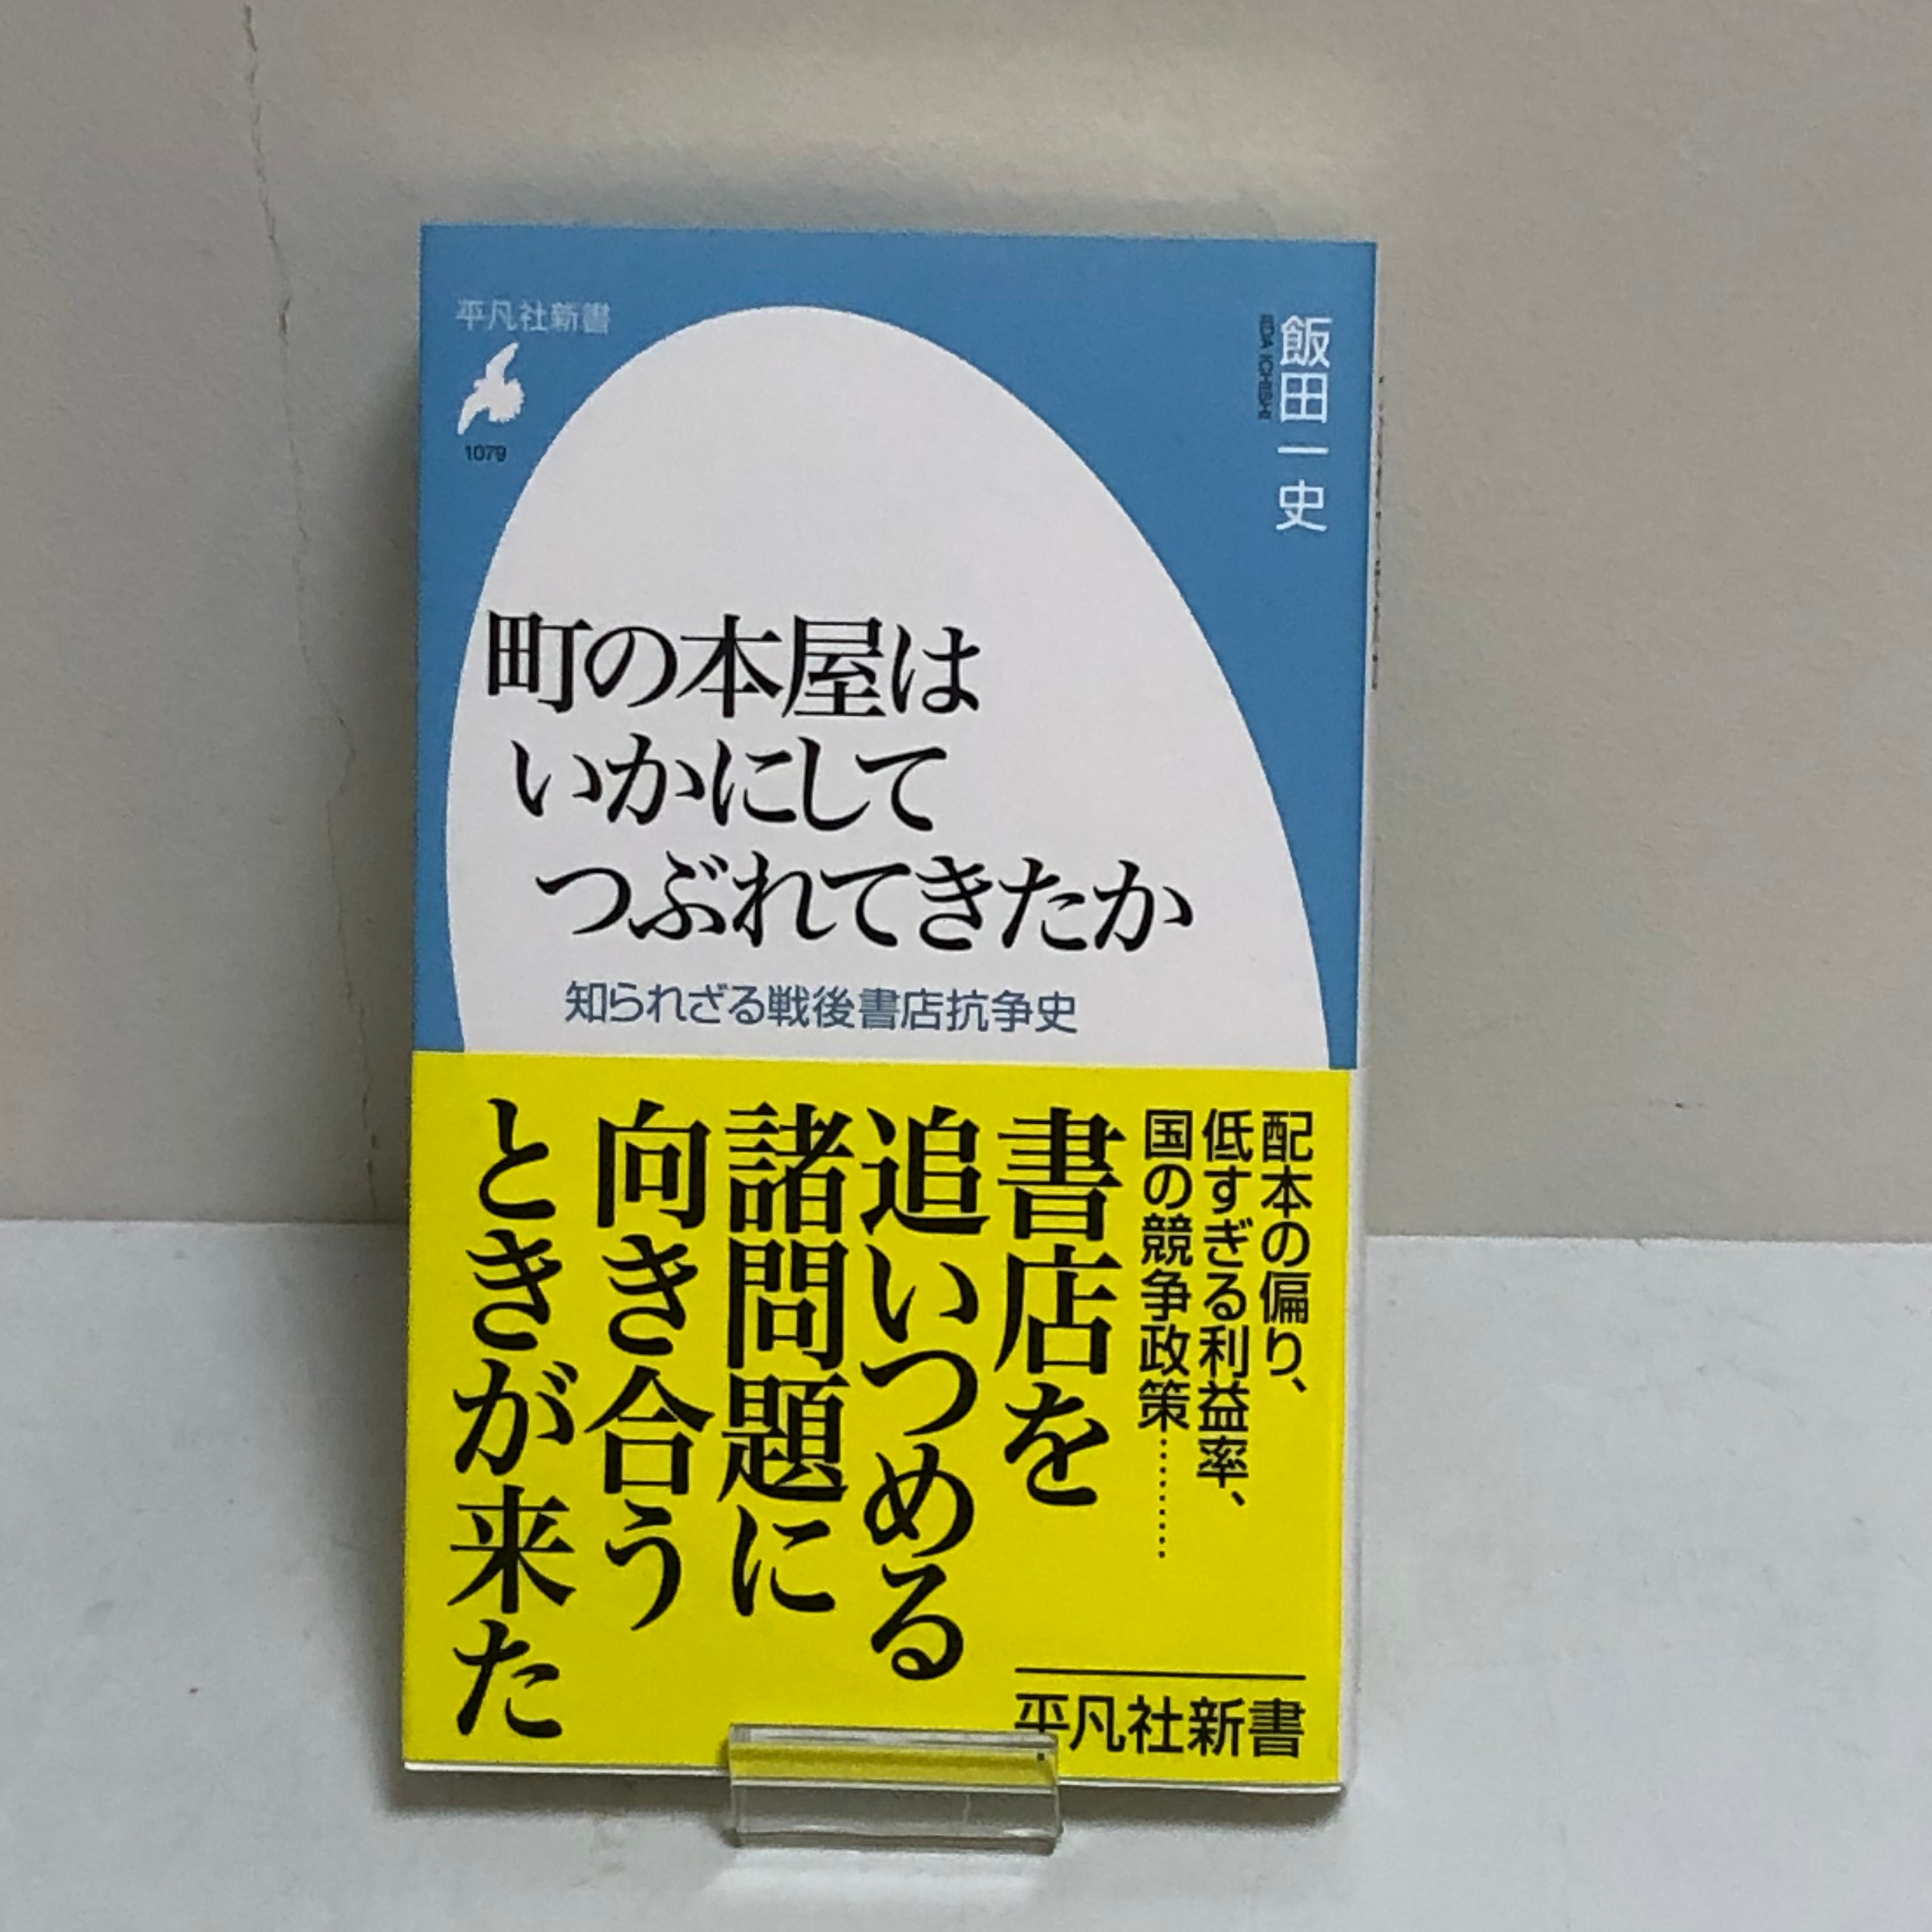 平凡社新書
1079
飯田一史
IIDA ICHISHI
町の本屋は
いかにして
つぶれてきたか
知られざる戦後書店抗争史
配本の偏り、
低すぎる利益率、
国の競争政策………
書店を
追いつめる
諸問題に
向き合う
ときが来た
平凡社新書